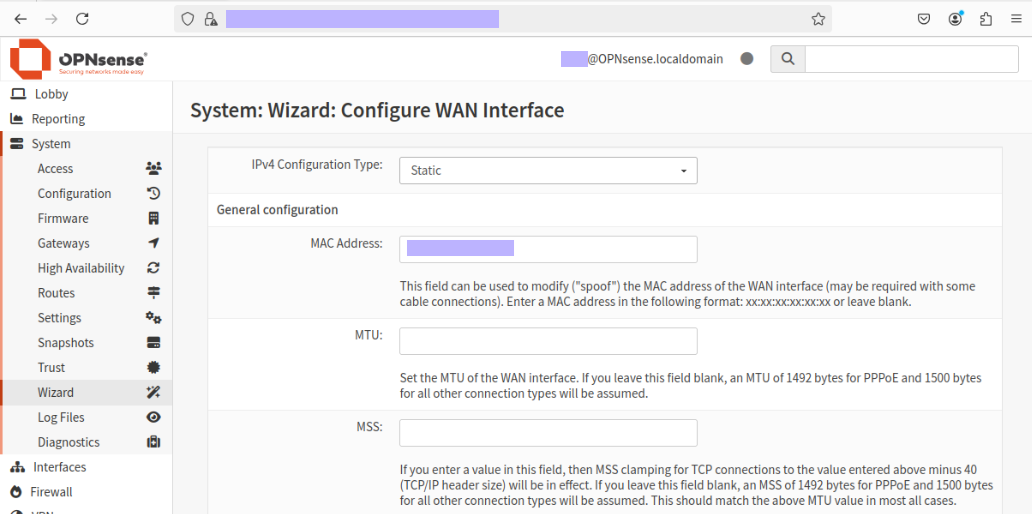 OPNsense®
Securing networks made easy
@OPNsense.localdomain
Lobby
Reporting
System
Access
Configuration
Firmware
Gateways
High Availability
Routes
Settings
Snapshots
Trust
Wizard
Log Files
Diagnostics
Interfaces
Firewall
VPN
System: Wizard: Configure WAN Interface
IPv4 Configuration Type:
Static
General configuration
MAC Address:
This field can be used to modify ("spoof") the MAC address of the WAN interface (may be required with some
cable connections). Enter a MAC address in the following format: xx:xx:xx:xx:xx:xx or leave blank.
MTU:
Set the MTU of the WAN interface. If you leave this field blank, an MTU of 1492 bytes for PPPoE and 1500 bytes
for all other connection types will be assumed.
MSS:
If you enter a value in this field, then MSS clamping for TCP connections to the value entered above minus 40
(TCP/IP header size) will be in effect. If you leave this field blank, an MSS of 1492 bytes for PPPoE and 1500 bytes
for all other connection types will be assumed. This should match the above MTU value in most all cases.